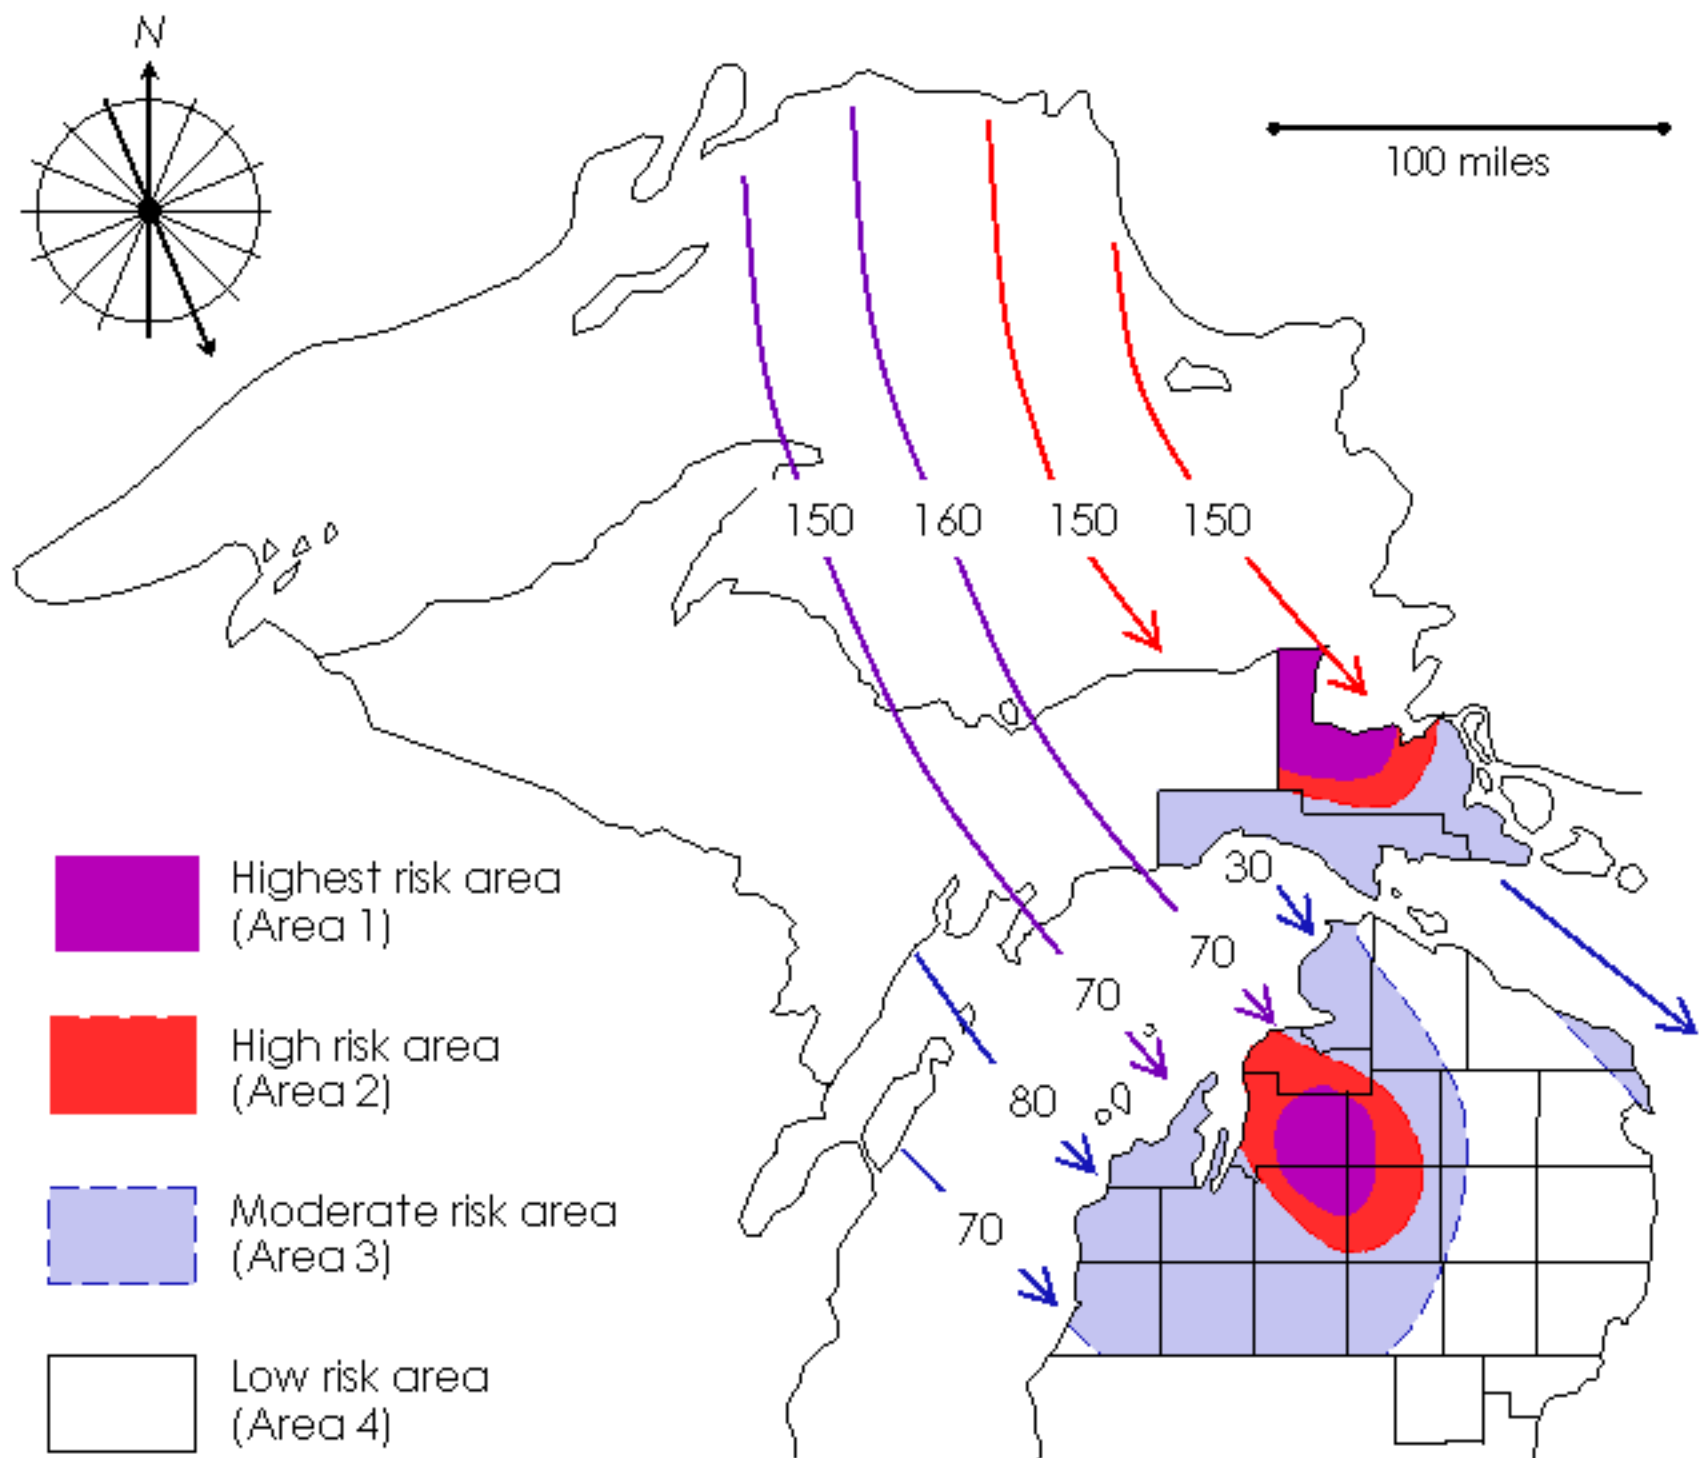 N
100 miles
150
160
150
150
30
70
70
80
70
Highest risk area
(Area 1)
High risk area
(Area 2)
Moderate risk area
(Area 3)
Low risk area
(Area 4)